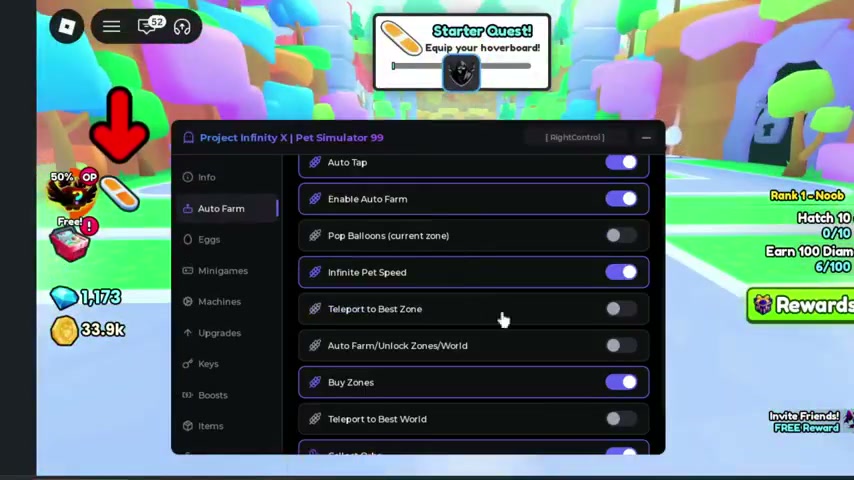 52
Starter Quest!
Equip your hoverboard!
Project Infinity X | Pet Simulator 99
[ RightControl ]
Info
Auto Farm
Eggs
Minigames
Machines
Upgrades
Keys
Boosts
Items
Auto Tap
Enable Auto Farm
Pop Balloons (current zone)
Infinite Pet Speed
Teleport to Best Zone
Auto Farm/Unlock Zones/World
Buy Zones
Teleport to Best World
50%
OP
?
Free!
!
1,173
33.9k
Rank 1 - Noob
Hatch 10
0/10
Earn 100 Diam
6/100
Rewards
Invite Friends!
FREE Reward